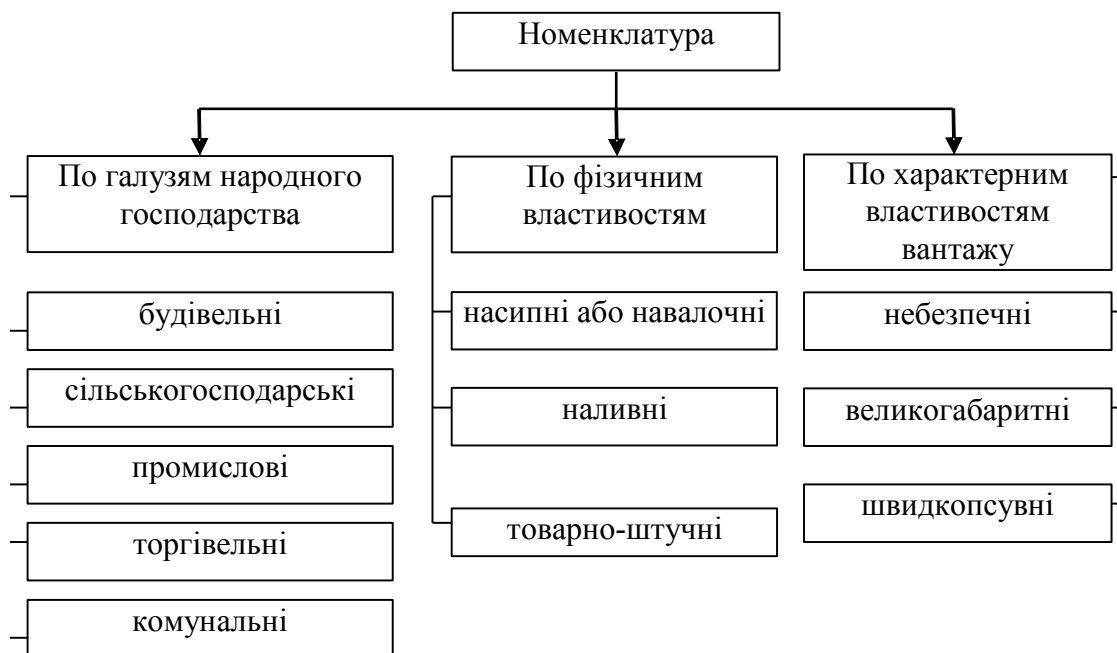 Номенклатура
По галузям народного
господарства
будівельні
сільськогосподарські
промислові
торгівельні
комунальні
По фізичним
властивостям
насипні або навалочні
наливні
товарно-штучні
По характерним
властивостям
вантажу
небезпечні
великогабаритні
швидкопсувні